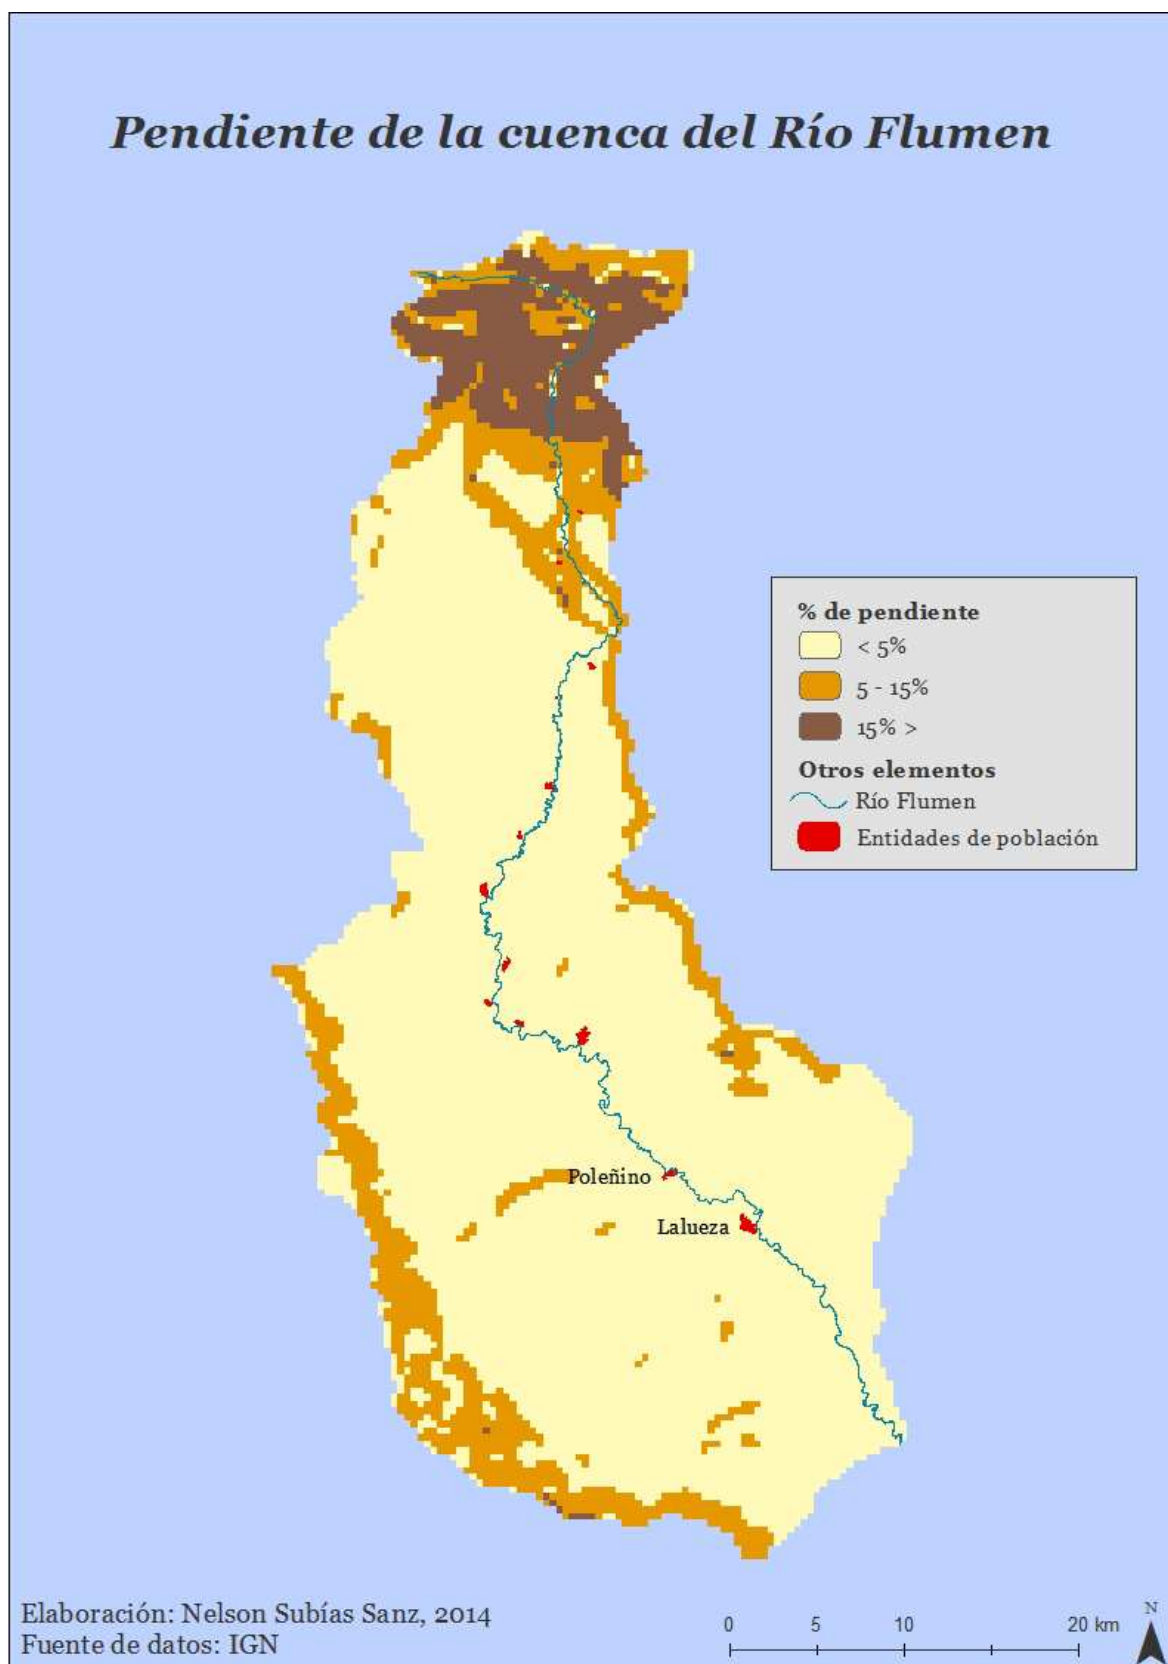 Pendiente de la cuenca del Río Flumen
% de pendiente
< 5%
5 - 15%
15% >
Otros elementos
Río Flumen
Entidades de población
Poleñino
Lalueza
Elaboración: Nelson Subías Sanz, 2014
Fuente de datos: IGN
0 5 10 20 km
N